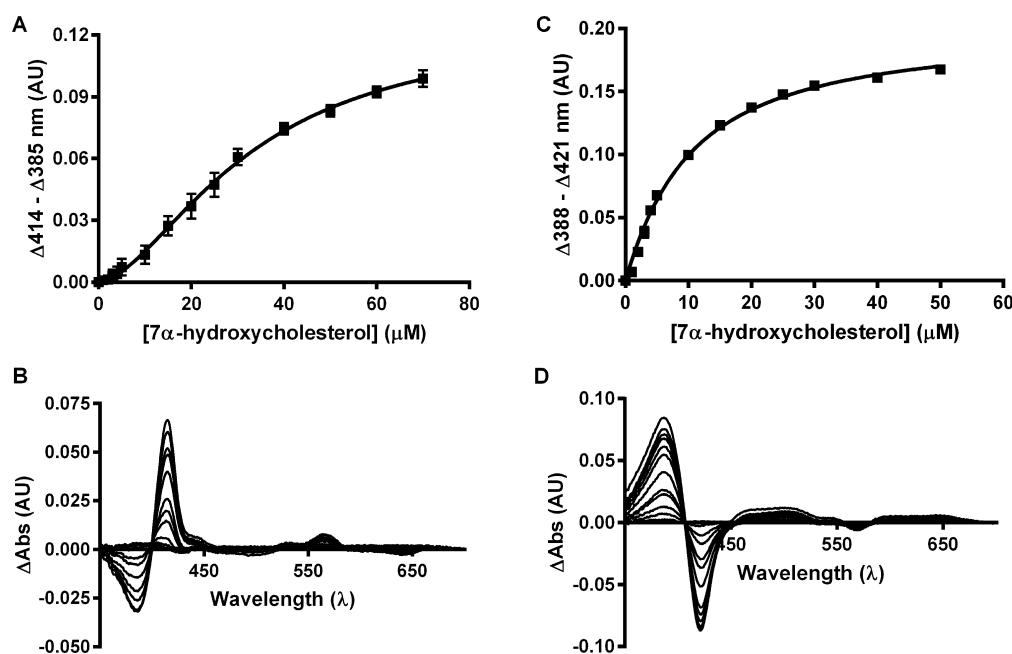 A
Δ414 - Δ385 nm (AU)
0.12
0.09
0.06
0.03
0.00
0 20 40 60 80
[7α-hydroxycholesterol] (μM)
C
Δ388 - Δ421 nm (AU)
0.20
0.15
0.10
0.05
0.00
0 10 20 30 40 50 60
[7α-hydroxycholesterol] (μM)
B
ΔAbs (AU)
0.075
0.050
0.025
0.000
-0.025
-0.050
450 550 650
Wavelength (λ)
D
ΔAbs (AU)
0.10
0.05
0.00
-0.05
-0.10
450 550 650
Wavelength (λ)